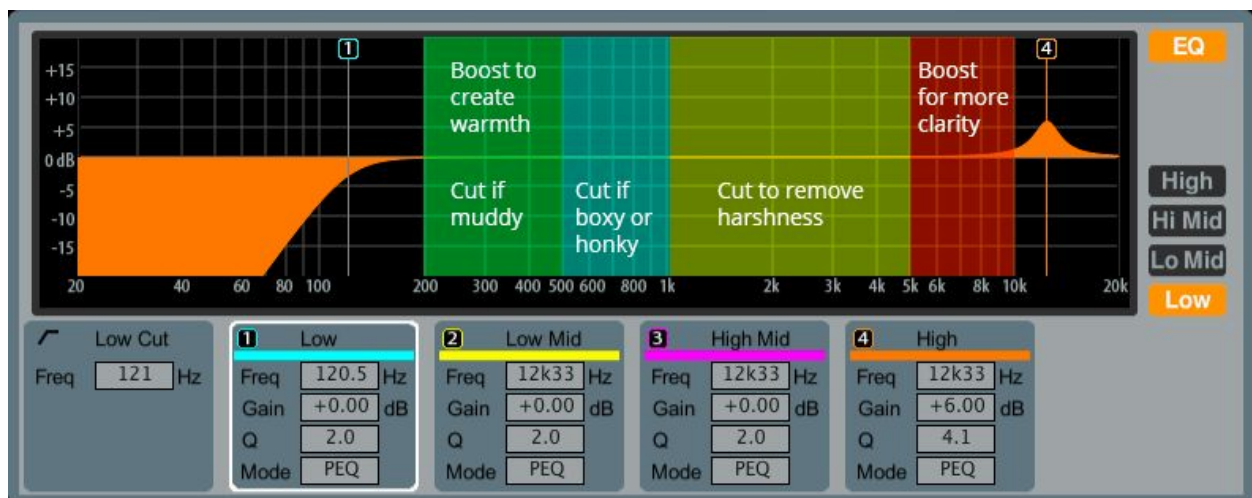 1
4
EQ
+15
+10
+5
0 dB
-5
-10
-15
Boost to
create
warmth
Boost
for more
clarity
Cut if
muddy
Cut if
boxy or
honky
Cut to remove
harshness
20 40 60 80 100 200 300 400 500 600 800 1k 2k 3k 4k 5k 6k 8k 10k 20k
High
Hi Mid
Lo Mid
Low
Low Cut
Freq 121 Hz
1 Low
Freq 120.5 Hz
Gain +0.00 dB
Q 2.0
Mode PEQ
2 Low Mid
Freq 12k33 Hz
Gain +0.00 dB
Q 2.0
Mode PEQ
3 High Mid
Freq 12k33 Hz
Gain +0.00 dB
Q 2.0
Mode PEQ
4 High
Freq 12k33 Hz
Gain +6.00 dB
Q 4.1
Mode PEQ